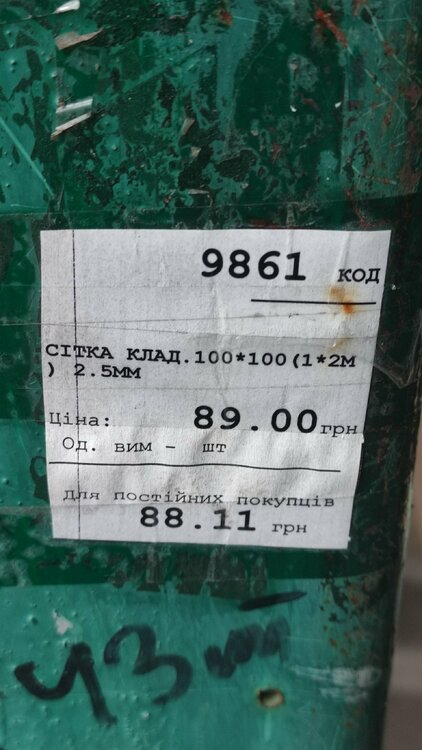 9861 код
СІТКА КЛАД.100*100(1*2М
) 2.5ММ
Ціна: 89.00грн
Од. вим - шт
Для постійних покупців
88.11 грн
43